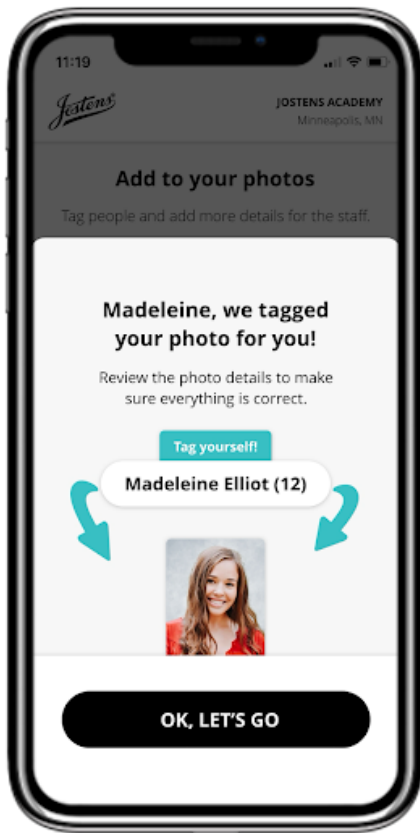 11:19
Jostens
JOSTENS ACADEMY
Minneapolis, MN
Add to your photos
Tag people and add more details for the staff.
Madeleine, we tagged
your photo for you!
Review the photo details to make
sure everything is correct.
Tag yourself!
Madeleine Elliot (12)
OK, LET'S GO